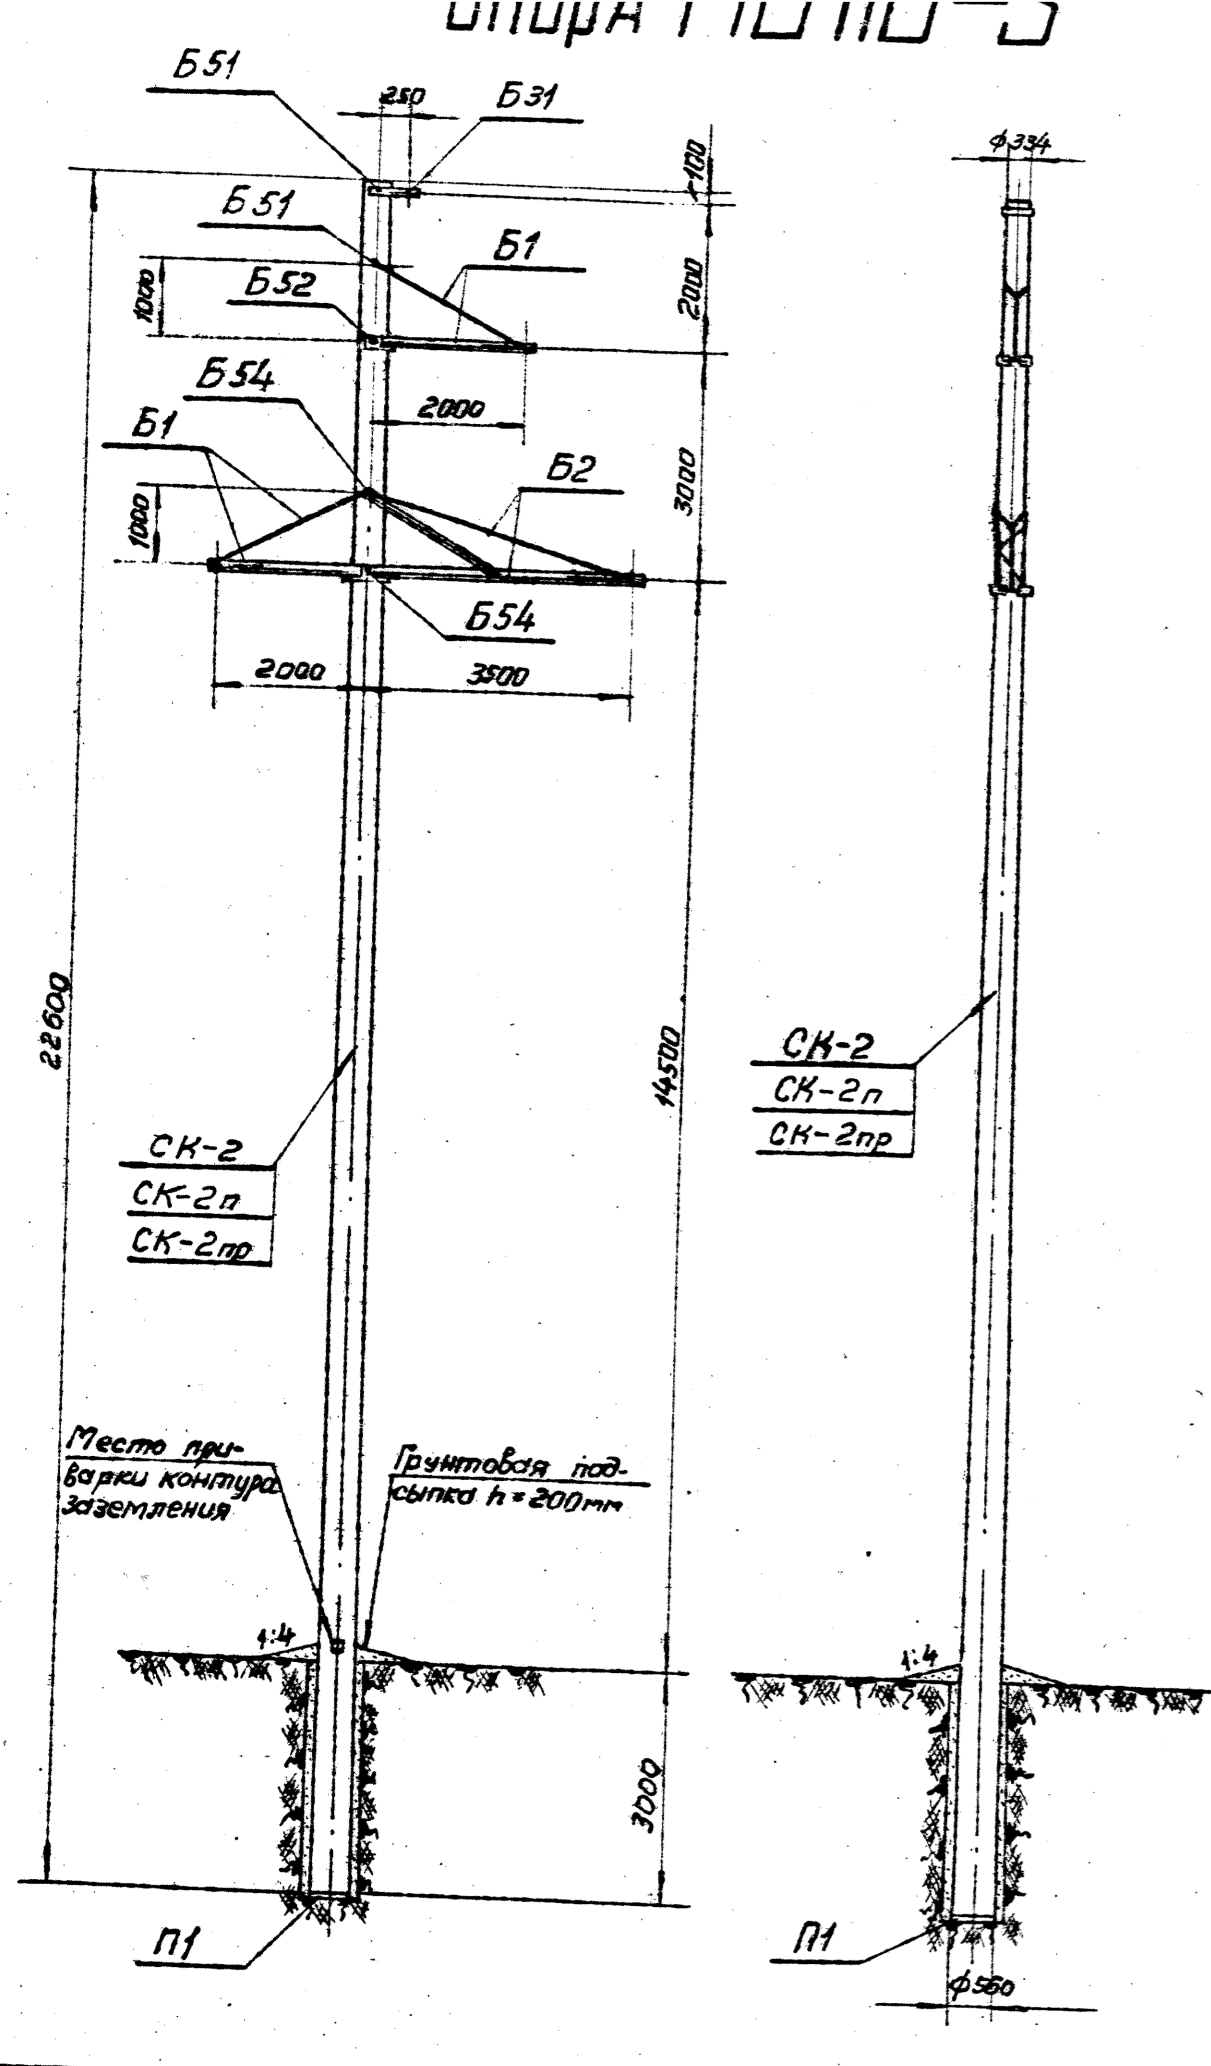 Б51
250
Б31
100
ф334
Б51
Б1
1000
Б52
2000
Б54
2000
Б1
Б2
3000
1000
Б54
2000
3500
22600
14500
СК-2
СК-2п
СК-2пр
СК-2
СК-2п
СК-2пр
Место при-
варки контура
заземления
Грунтовая под-
сыпка h=200мм
1:4
1:4
3000
П1
П1
ф560